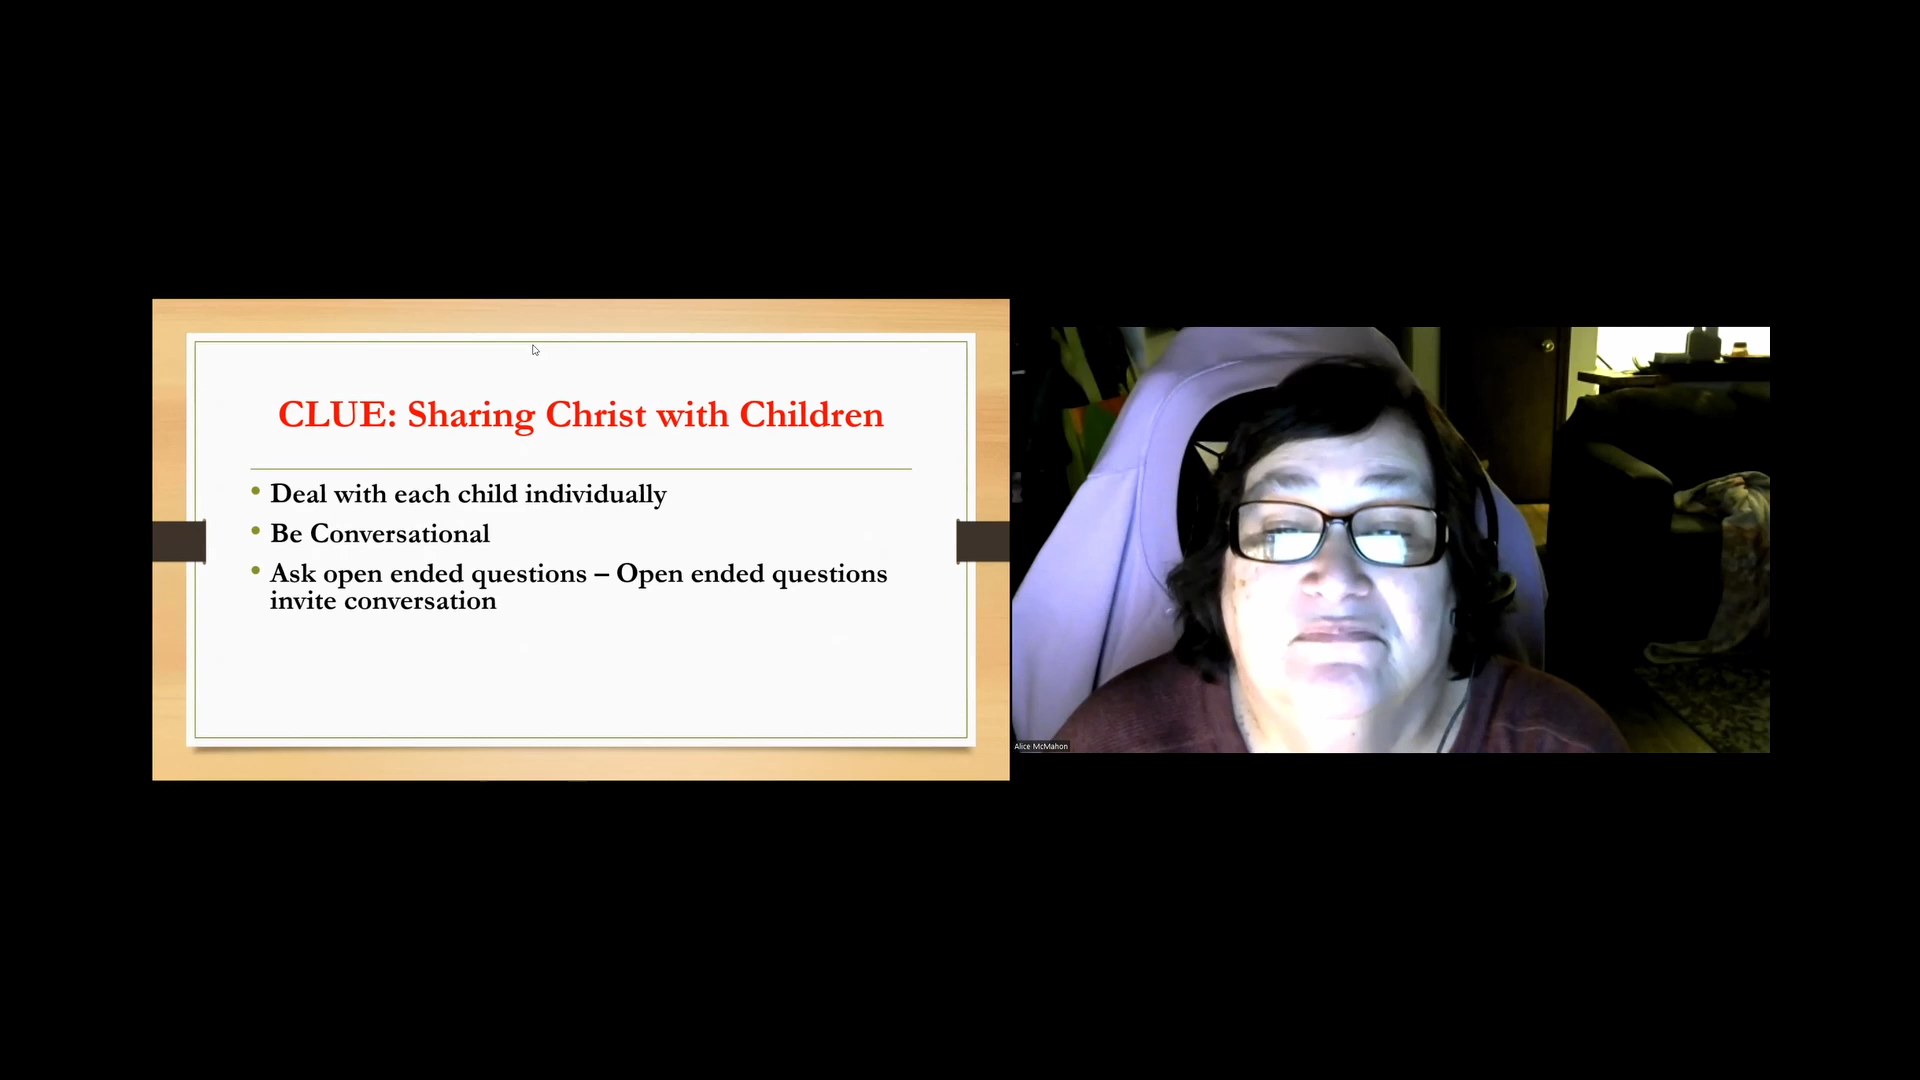 CLUE: Sharing Christ with Children
• Deal with each child individually
• Be Conversational
• Ask open ended questions – Open ended questions
invite conversation
Alice McMahon